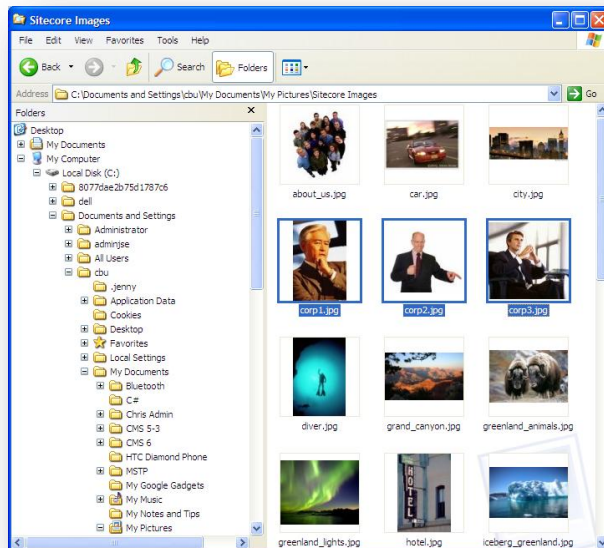 Sitecore Images
File Edit View Favorites Tools Help
Back Search Folders
Address C:\Documents and Settings\cbu\My Documents\My Pictures\Sitecore Images Go
Folders
Desktop
My Documents
My Computer
Local Disk (C:)
8077dae2b75d1787c6
dell
Documents and Settings
Administrator
adminjse
All Users
cbu
.jenny
Application Data
Cookies
Desktop
Favorites
Local Settings
My Documents
Bluetooth
C#
Chris Admin
CMS 5-3
CMS 6
HTC Diamond Phone
MSTP
My Google Gadgets
My Music
My Notes and Tips
My Pictures
about_us.jpg car.jpg city.jpg
corp1.jpg corp2.jpg corp3.jpg
diver.jpg grand_canyon.jpg greenland_animals.jpg
HOTEL
greenland_lights.jpg hotel.jpg iceberg_greenland.jpg